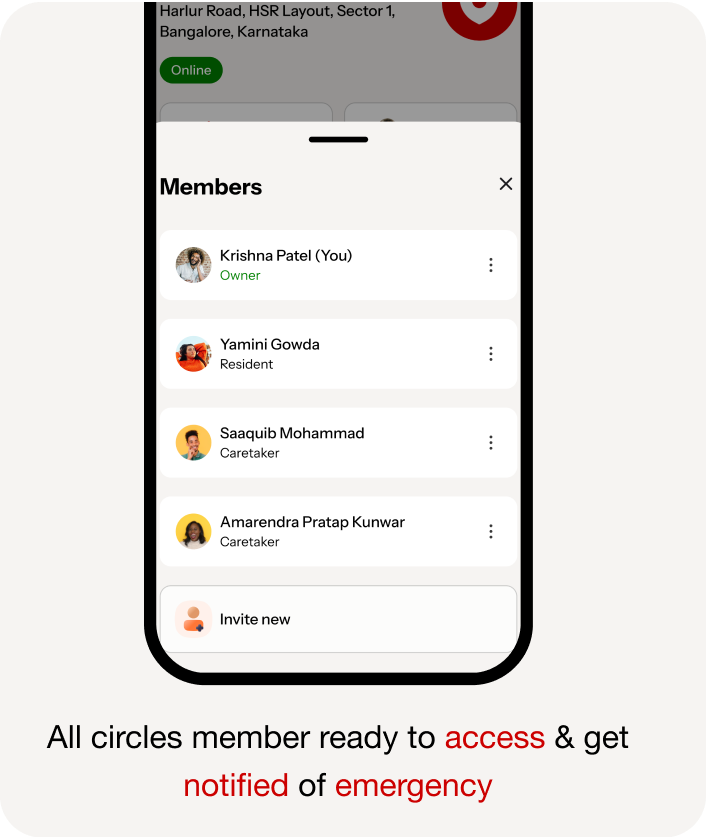 Harlur Road, HSR Layout, Sector 1,
Bangalore, Karnataka
Online
Members
Krishna Patel (You)
Owner
Yamini Gowda
Resident
Saaquib Mohammad
Caretaker
Amarendra Pratap Kunwar
Caretaker
Invite new
All circles member ready to access & get
notified of emergency